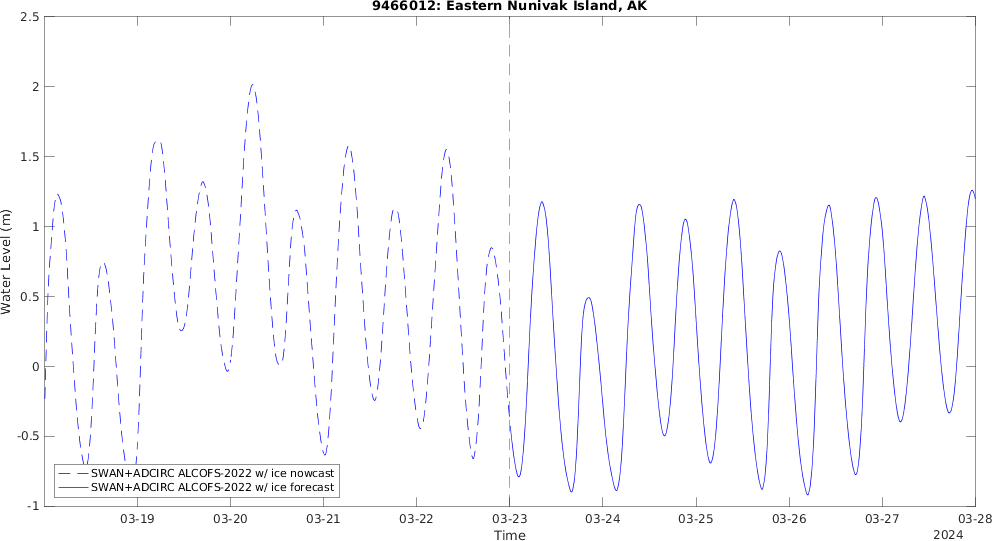 9466012: Eastern Nunivak Island, AK
2.5
2
1.5
1
0.5
0
-0.5
-1
Water Level (m)
SWAN+ADCIRC ALCOFS-2022 w/ ice nowcast
SWAN+ADCIRC ALCOFS-2022 w/ ice forecast
03-19 03-20 03-21 03-22 03-23 03-24 03-25 03-26 03-27 03-28
Time
2024